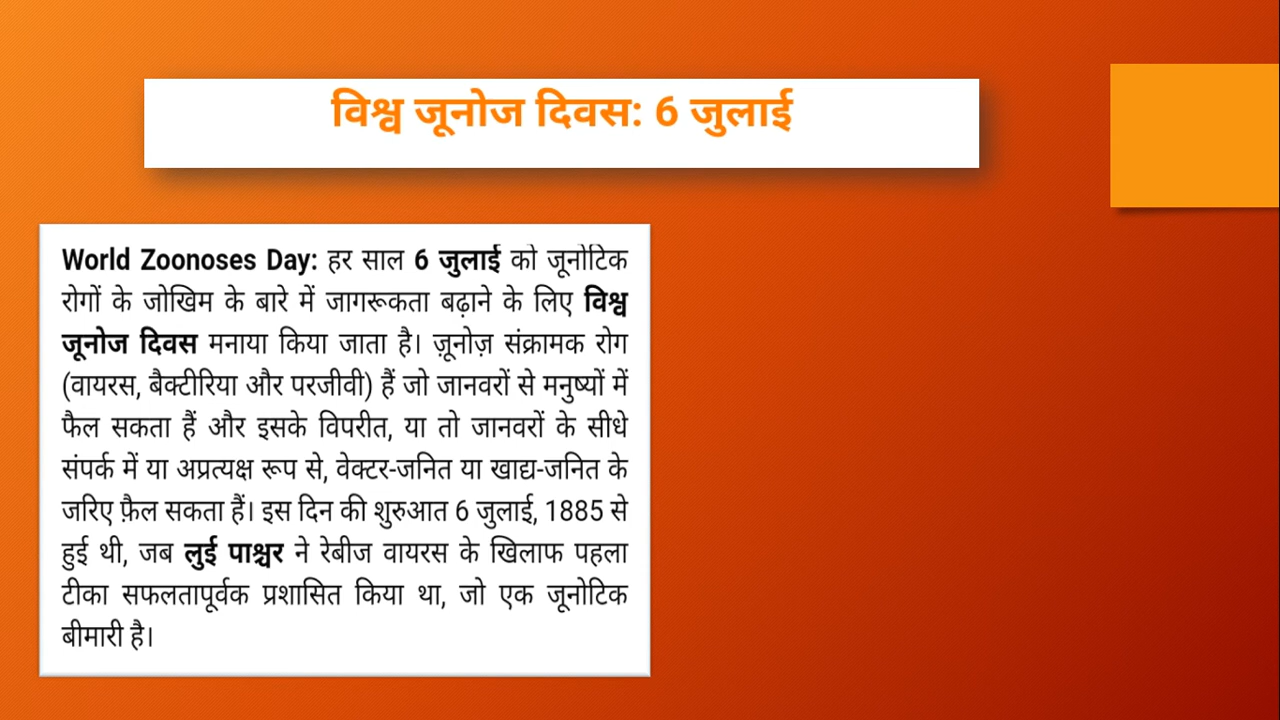 विश्व जूनोज दिवस: 6 जुलाई
World Zoonoses Day: हर साल 6 जुलाई को जूनोटिक
रोगों के जोखिम के बारे में जागरूकता बढ़ाने के लिए विश्व
जूनोज दिवस मनाया किया जाता है। ज़ूनोज़ संक्रामक रोग
(वायरस, बैक्टीरिया और परजीवी) हैं जो जानवरों से मनुष्यों में
फैल सकता हैं और इसके विपरीत, या तो जानवरों के सीधे
संपर्क में या अप्रत्यक्ष रूप से, वेक्टर-जनित या खाद्य-जनित के
जरिए फ़ैल सकता हैं। इस दिन की शुरुआत 6 जुलाई, 1885 से
हुई थी, जब लुई पाश्चर ने रेबीज वायरस के खिलाफ पहला
टीका सफलतापूर्वक प्रशासित किया था, जो एक जूनोटिक
बीमारी है।